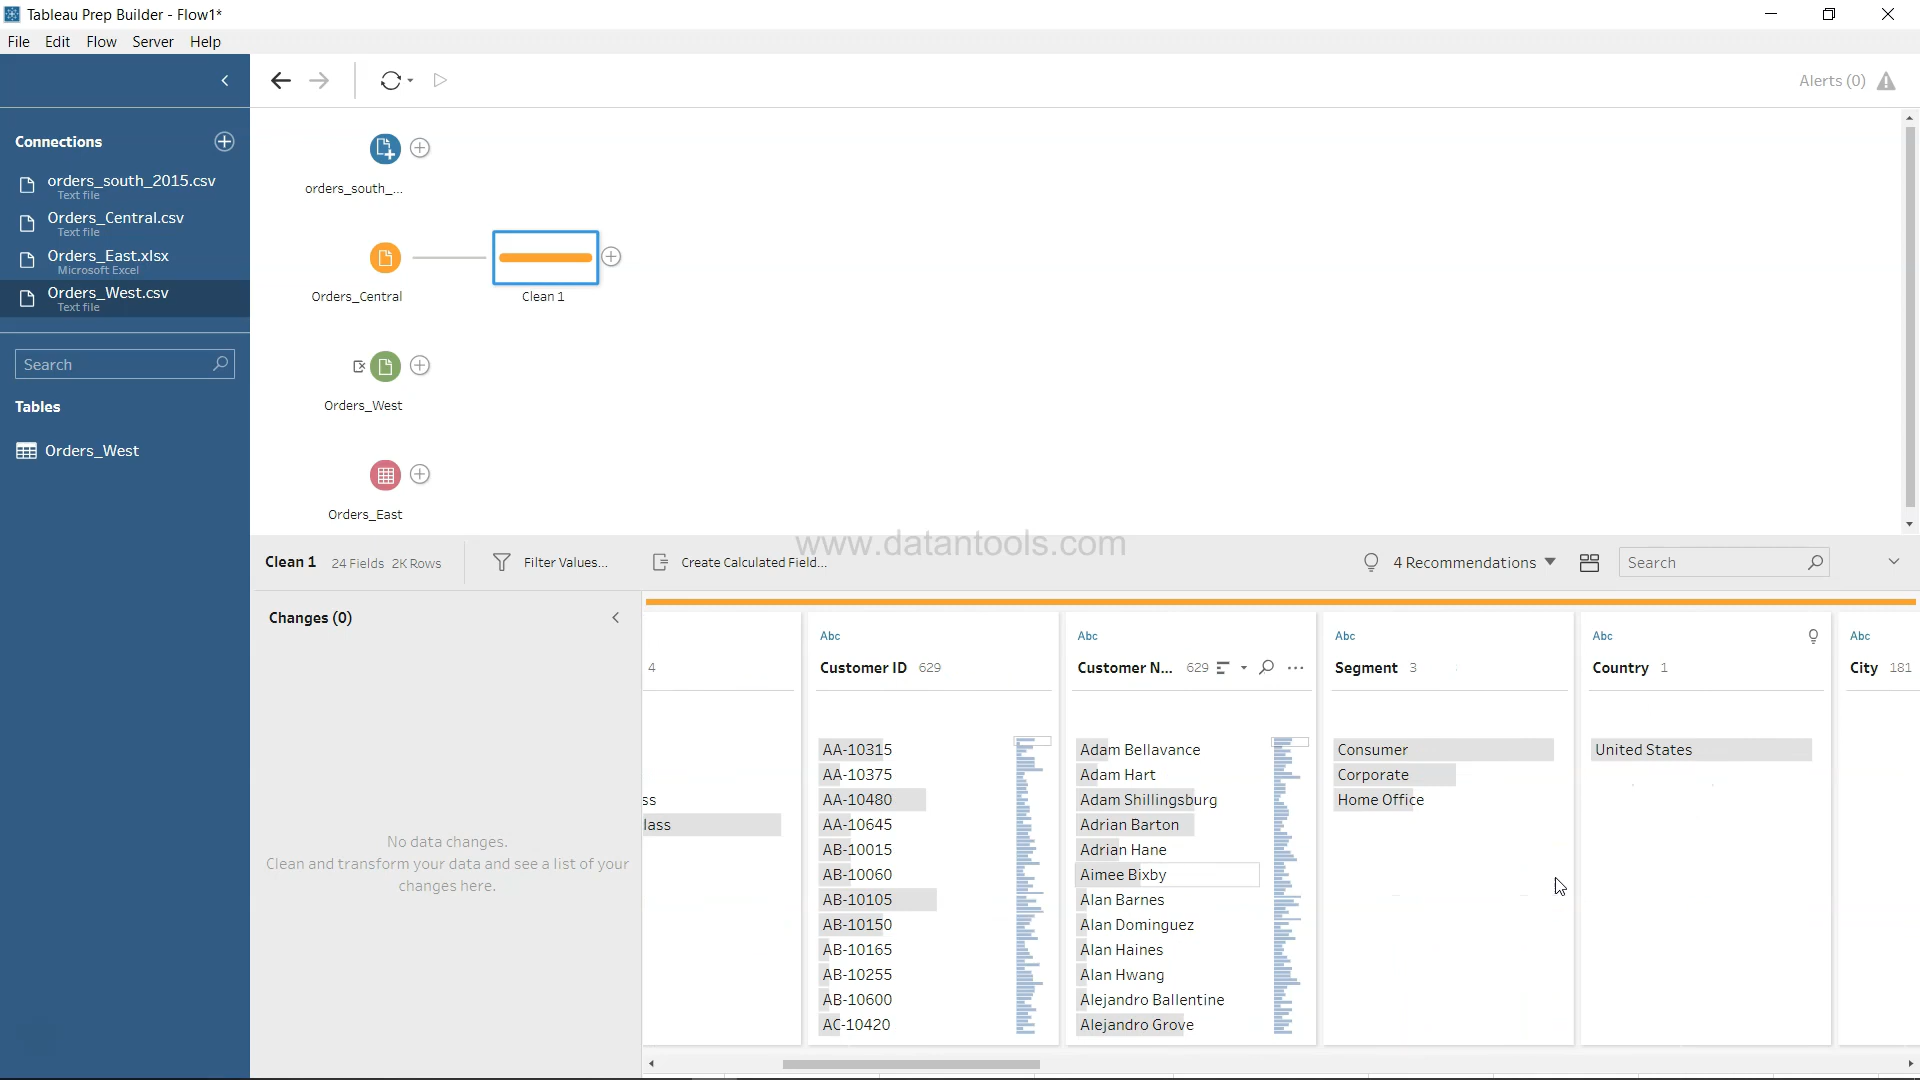 Tableau Prep Builder - Flow1*
File Edit Flow Server Help
Alerts (0)
Connections
orders_south_2015.csv
Text file
Orders_Central.csv
Text file
Orders_East.xlsx
Microsoft Excel
Orders_West.csv
Text file
Search
Tables
Orders_West
orders_south_...
Orders_Central
Clean 1
Orders_West
Orders_East
www.datantools.com
Clean 1 24 Fields 2K Rows Filter Values... Create Calculated Field... 4 Recommendations Search
Changes (0)
No data changes.
Clean and transform your data and see a list of your
changes here.
4
ss
lass
Abc
Customer ID 629
AA-10315
AA-10375
AA-10480
AA-10645
AB-10015
AB-10060
AB-10105
AB-10150
AB-10165
AB-10255
AB-10600
AC-10420
Abc
Customer N... 629
Adam Bellavance
Adam Hart
Adam Shillingsburg
Adrian Barton
Adrian Hane
Aimee Bixby
Alan Barnes
Alan Dominguez
Alan Haines
Alan Hwang
Alejandro Ballentine
Alejandro Grove
Abc
Segment 3
Consumer
Corporate
Home Office
Abc
Country 1
United States
Abc
City 181